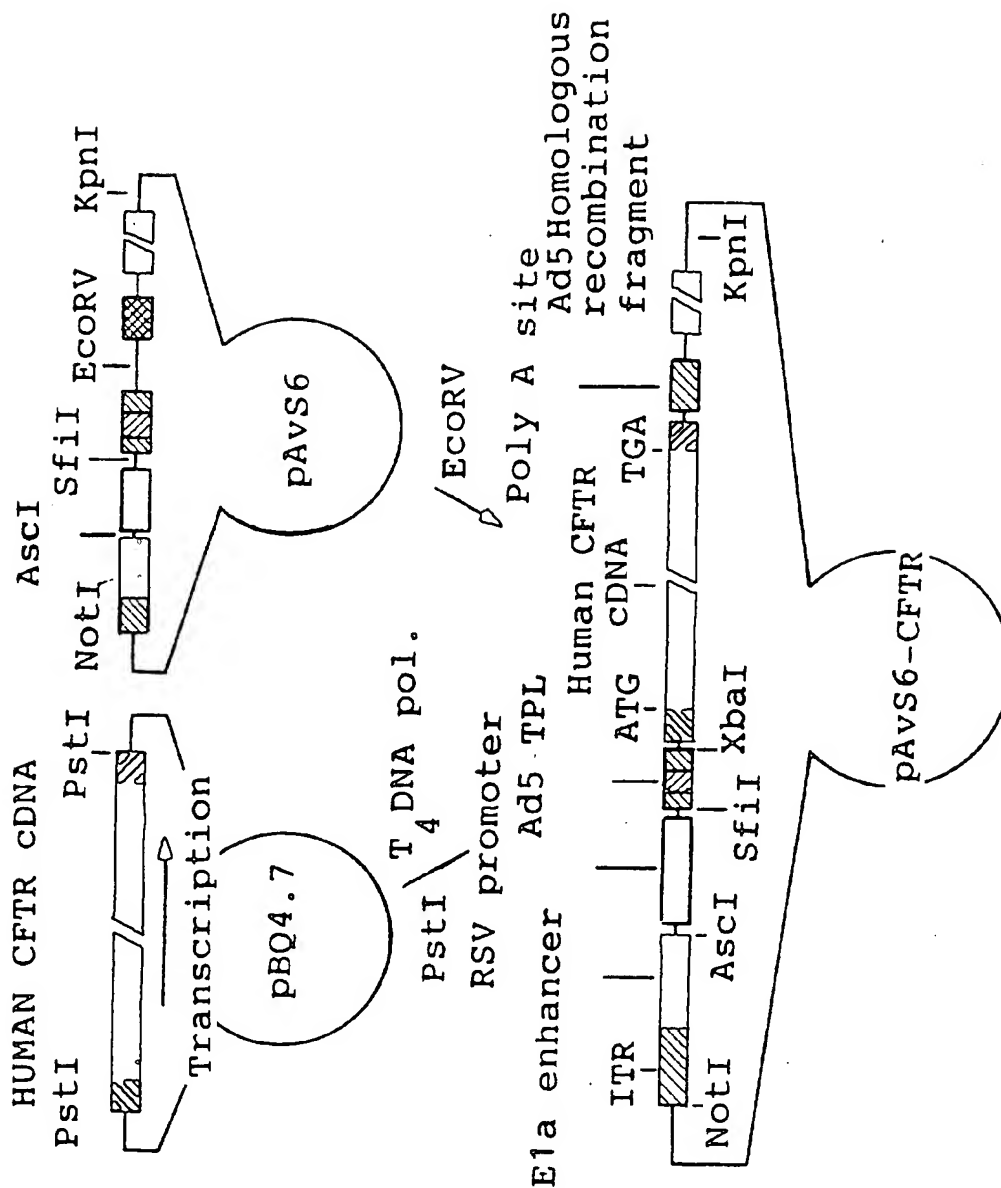 HUMAN CFTR cDNA
PstI
PstI
Transcription
pBQ4.7
NotI
AscI
SfiI
EcoRV
KpnI
pAvS6
PstI
T4 DNA pol.
EcoRV
E1a enhancer
RSV promoter
Ad5 TPL
Human CFTR
cDNA
Poly A site
Ad5 Homologous
recombination
fragment
ITR
ATG
TGA
NotI
AscI
SfiI
XbaI
KpnI
pAvS6-CFTR